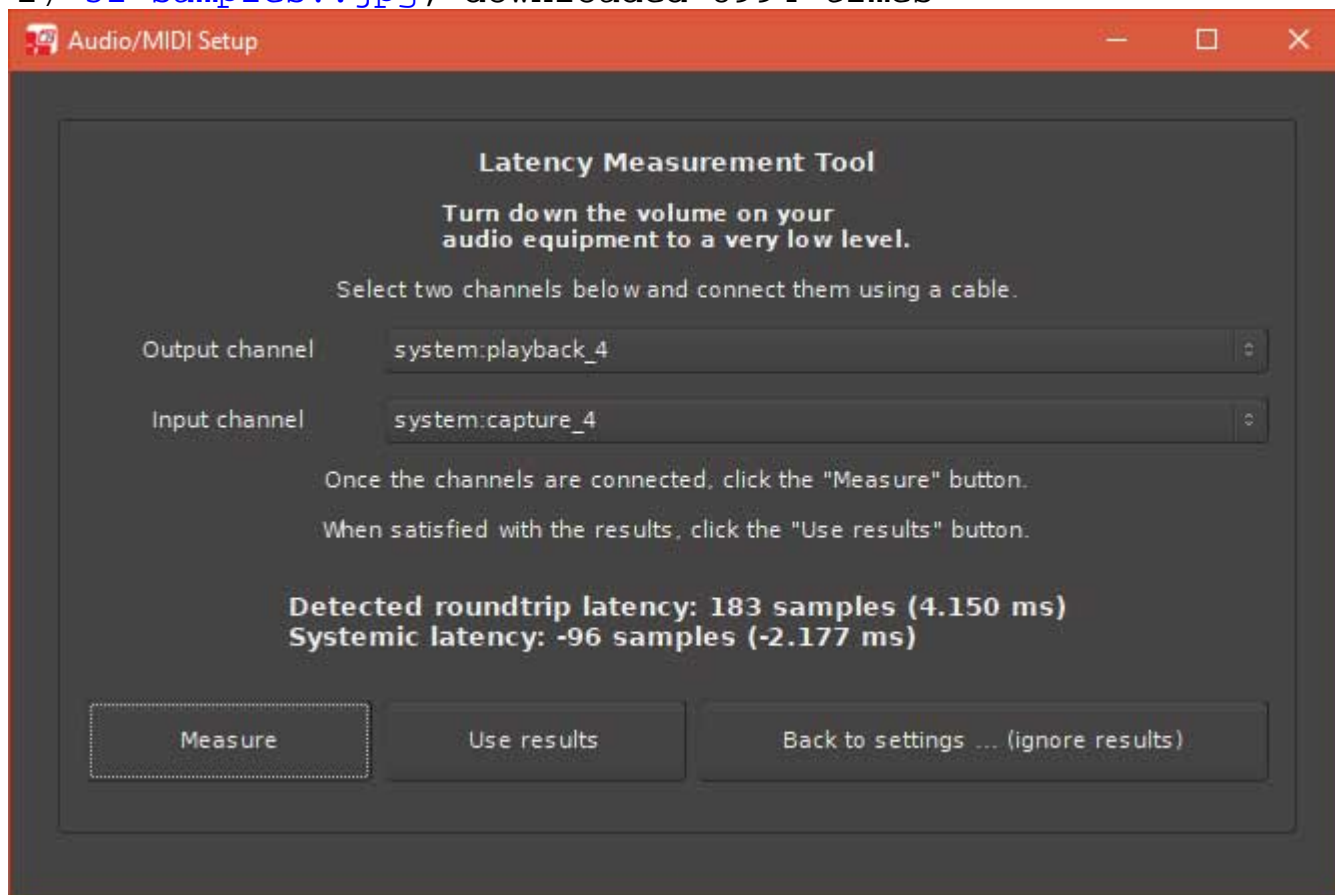 Audio/MIDI Setup
Latency Measurement Tool
Turn down the volume on your
audio equipment to a very low level.
Select two channels below and connect them using a cable.
Output channel system:playback_4
Input channel system:capture_4
Once the channels are connected, click the "Measure" button.
When satisfied with the results, click the "Use results" button.
Detected roundtrip latency: 183 samples (4.150 ms)
Systemic latency: -96 samples (-2.177 ms)
Measure Use results Back to settings ... (ignore results)